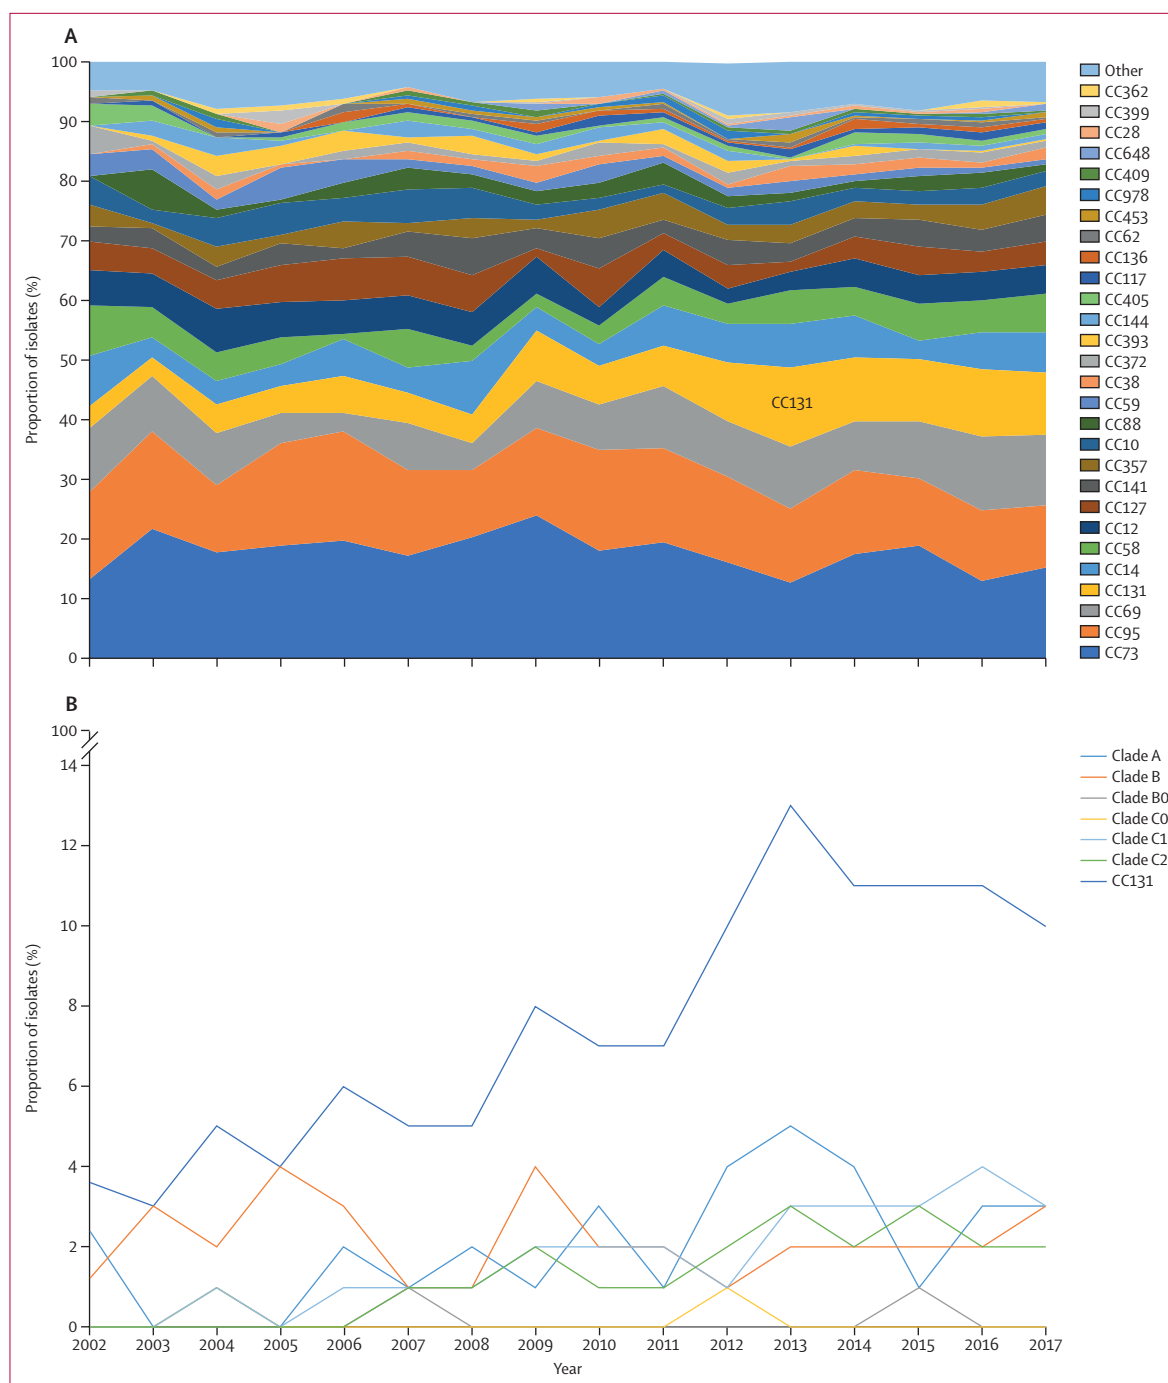 A
100
90
80
70
60
50
40
30
20
10
0
Proportion of isolates (%)
CC131
Other
CC362
CC399
CC28
CC648
CC409
CC978
CC453
CC62
CC136
CC117
CC405
CC144
CC393
CC372
CC38
CC59
CC88
CC10
CC357
CC141
CC127
CC12
CC58
CC14
CC131
CC69
CC95
CC73
B
100
14
12
10
8
6
4
2
0
Proportion of isolates (%)
2002 2003 2004 2005 2006 2007 2008 2009 2010 2011 2012 2013 2014 2015 2016 2017
Year
Clade A
Clade B
Clade B0
Clade C0
Clade C1
Clade C2
CC131